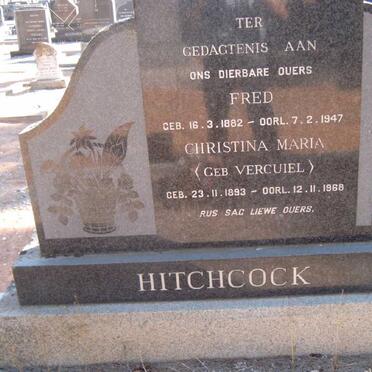 TER
GEDAGTENIS AAN
ONS DIERBARE OUERS
FRED
GEB. 16.3.1882 – OORL. 7.2.1947
CHRISTINA MARIA
(GEB VERCUIEL)
GEB. 23.11.1893 – OORL. 12.11.1968
RUS SAG LIEWE OUERS.
HITCHCOCK